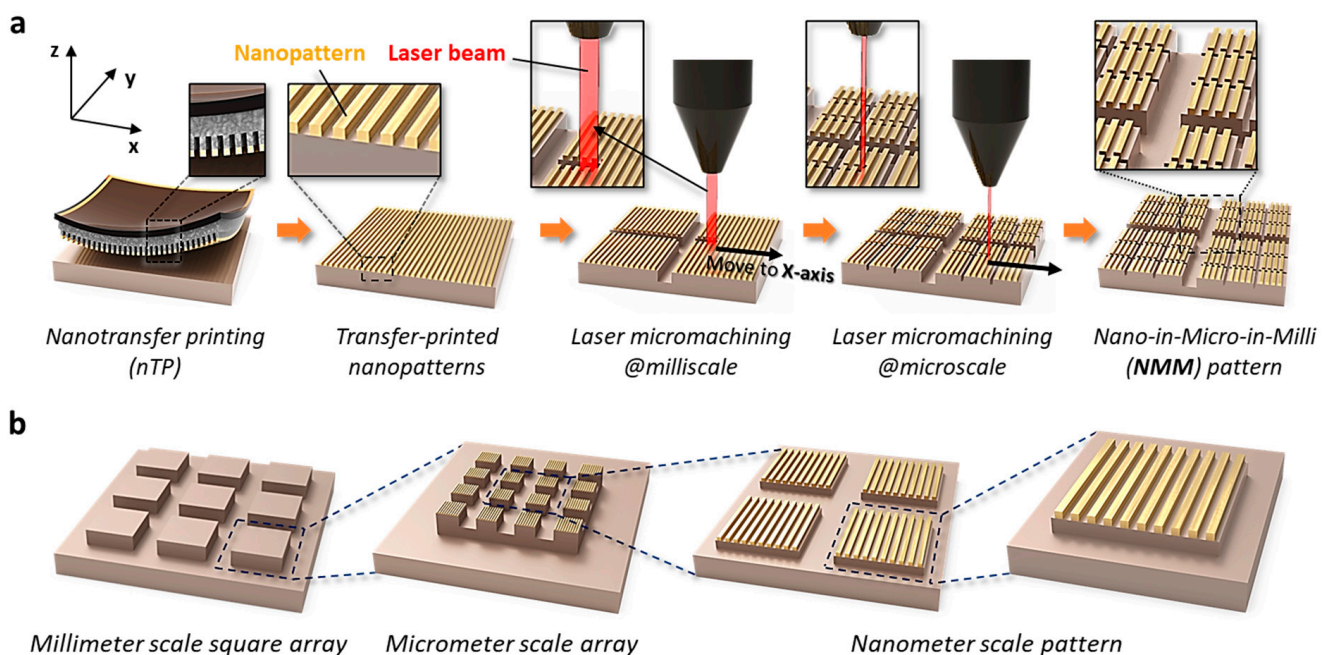 a
z
y
x
Nanopattern
Laser beam
Move to X-axis
Nanotransfer printing
(nTP)
Transfer-printed
nanopatterns
Laser micromachining
@milliscale
Laser micromachining
@microscale
Nano-in-Micro-in-Milli
(NMM) pattern
b
Millimeter scale square array
Micrometer scale array
Nanometer scale pattern